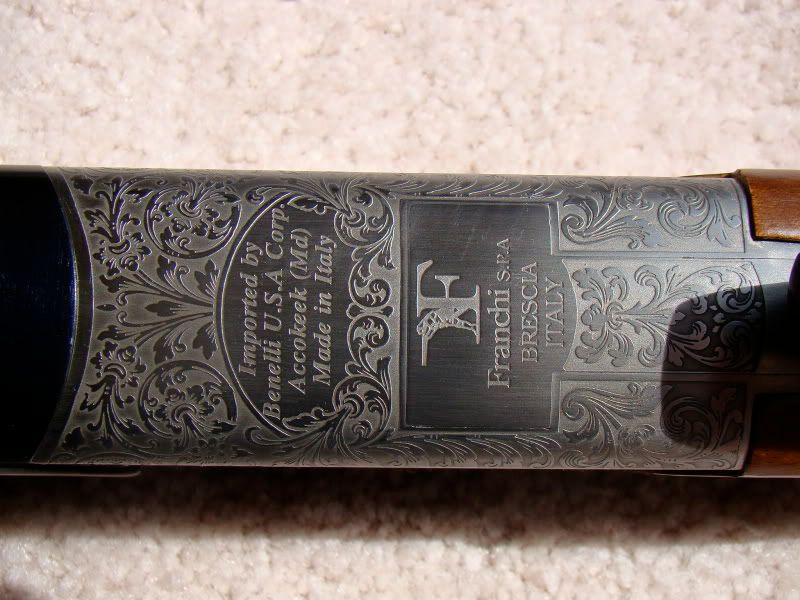 Imported by
Benelli U.S.A Corp.
Accokeek (Md)
Made in Italy
F
Franchi S.P.A
BRESCIA
ITALY